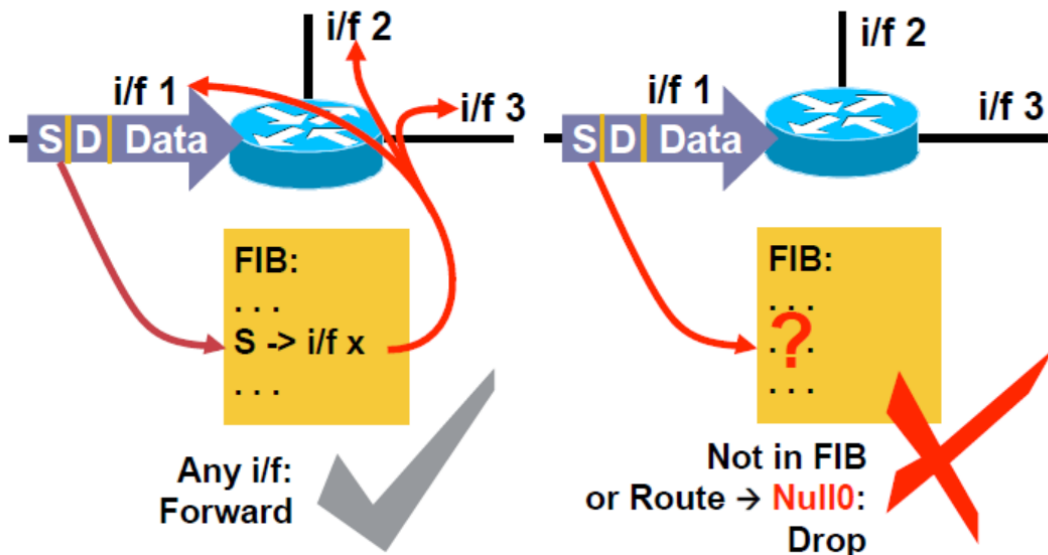 i/f 2
i/f 1
i/f 3
S D Data
FIB:
. . .
S -> i/f x
. . .
Any i/f:
Forward
i/f 2
i/f 1
i/f 3
S D Data
FIB:
. . .
. ? .
. . .
Not in FIB
or Route → Null0:
Drop